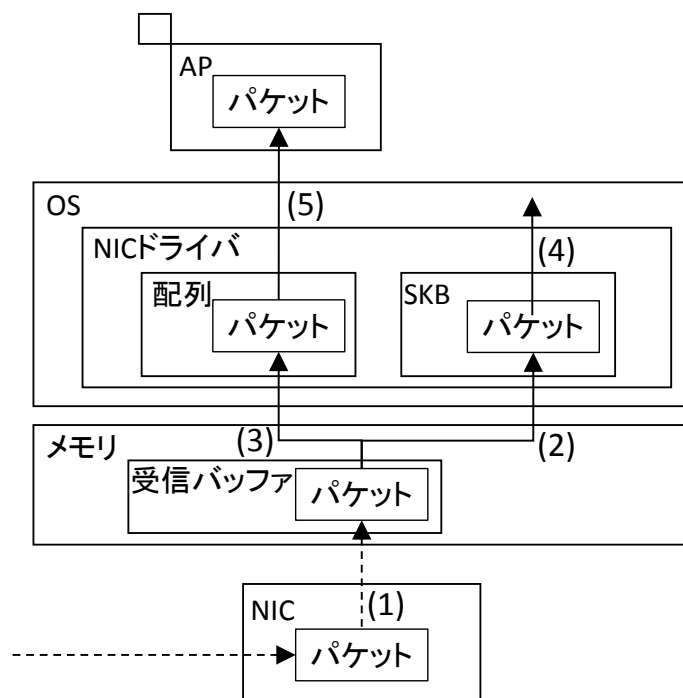 AP
パケット
OS
(5)
NICドライバ
(4)
配列
SKB
パケット
パケット
メモリ
(3)
(2)
受信バッファ
パケット
NIC
(1)
パケット